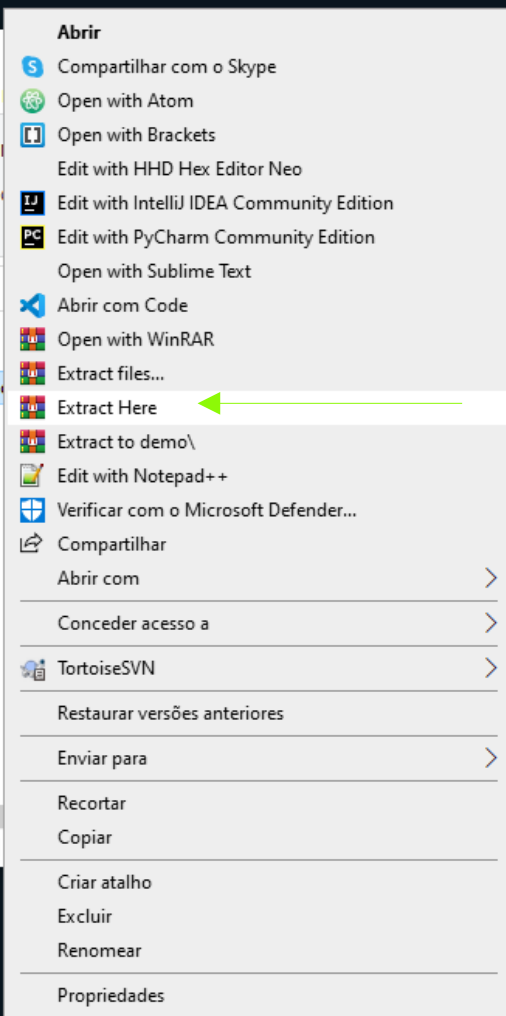 Abrir
Compartilhar com o Skype
Open with Atom
Open with Brackets
Edit with HHD Hex Editor Neo
Edit with IntelliJ IDEA Community Edition
Edit with PyCharm Community Edition
Open with Sublime Text
Abrir com Code
Open with WinRAR
Extract files...
Extract Here
Extract to demo\
Edit with Notepad++
Verificar com o Microsoft Defender...
Compartilhar
Abrir com
Conceder acesso a
TortoiseSVN
Restaurar versões anteriores
Enviar para
Recortar
Copiar
Criar atalho
Excluir
Renomear
Propriedades